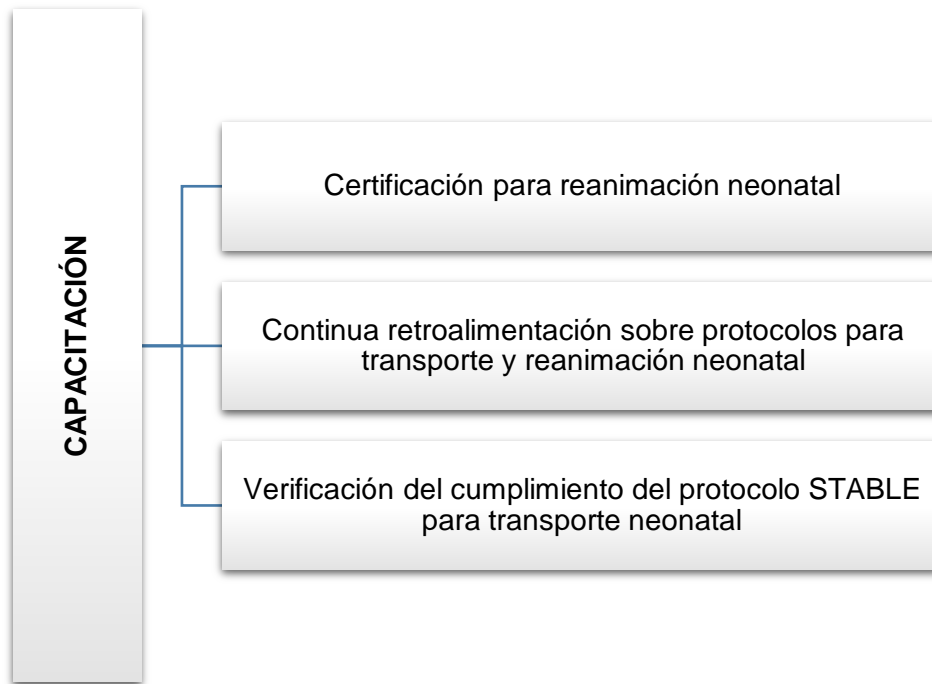 CAPACITACIÓN
Certificación para reanimación neonatal
Continua retroalimentación sobre protocolos para
transporte y reanimación neonatal
Verificación del cumplimiento del protocolo STABLE
para transporte neonatal